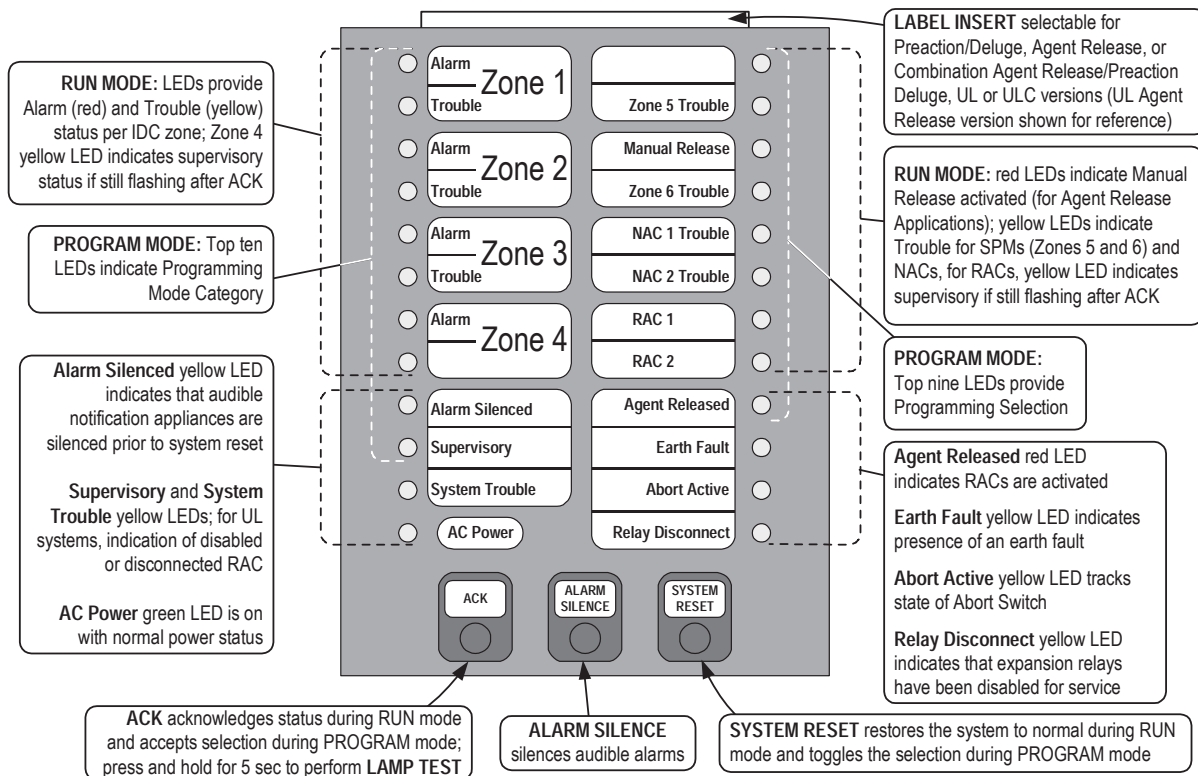 LABEL INSERT selectable for
Preaction/Deluge, Agent Release, or
Combination Agent Release/Preaction
Deluge, UL or ULC versions (UL Agent
Release version shown for reference)
RUN MODE: LEDs provide
Alarm (red) and Trouble (yellow)
status per IDC zone; Zone 4
yellow LED indicates supervisory
status if still flashing after ACK
PROGRAM MODE: Top ten
LEDs indicate Programming
Mode Category
Alarm Silenced yellow LED
indicates that audible
notification appliances are
silenced prior to system reset
Supervisory and System
Trouble yellow LEDs; for UL
systems, indication of disabled
or disconnected RAC
AC Power green LED is on
with normal power status
Alarm
Zone 1
Trouble
Alarm
Zone 2
Trouble
Alarm
Zone 3
Trouble
Alarm
Zone 4
Alarm Silenced
Supervisory
System Trouble
AC Power
Zone 5 Trouble
Manual Release
Zone 6 Trouble
NAC 1 Trouble
NAC 2 Trouble
RAC 1
RAC 2
Agent Released
Earth Fault
Abort Active
Relay Disconnect
RUN MODE: red LEDs indicate Manual
Release activated (for Agent Release
Applications); yellow LEDs indicate
Trouble for SPMs (Zones 5 and 6) and
NACs, for RACs, yellow LED indicates
supervisory if still flashing after ACK
PROGRAM MODE:
Top nine LEDs provide
Programming Selection
Agent Released red LED
indicates RACs are activated
Earth Fault yellow LED indicates
presence of an earth fault
Abort Active yellow LED tracks
state of Abort Switch
Relay Disconnect yellow LED
indicates that expansion relays
have been disabled for service
ACK
ALARM
SILENCE
SYSTEM
RESET
ACK acknowledges status during RUN mode
and accepts selection during PROGRAM mode;
press and hold for 5 sec to perform LAMP TEST
ALARM SILENCE
silences audible alarms
SYSTEM RESET restores the system to normal during RUN
mode and toggles the selection during PROGRAM mode